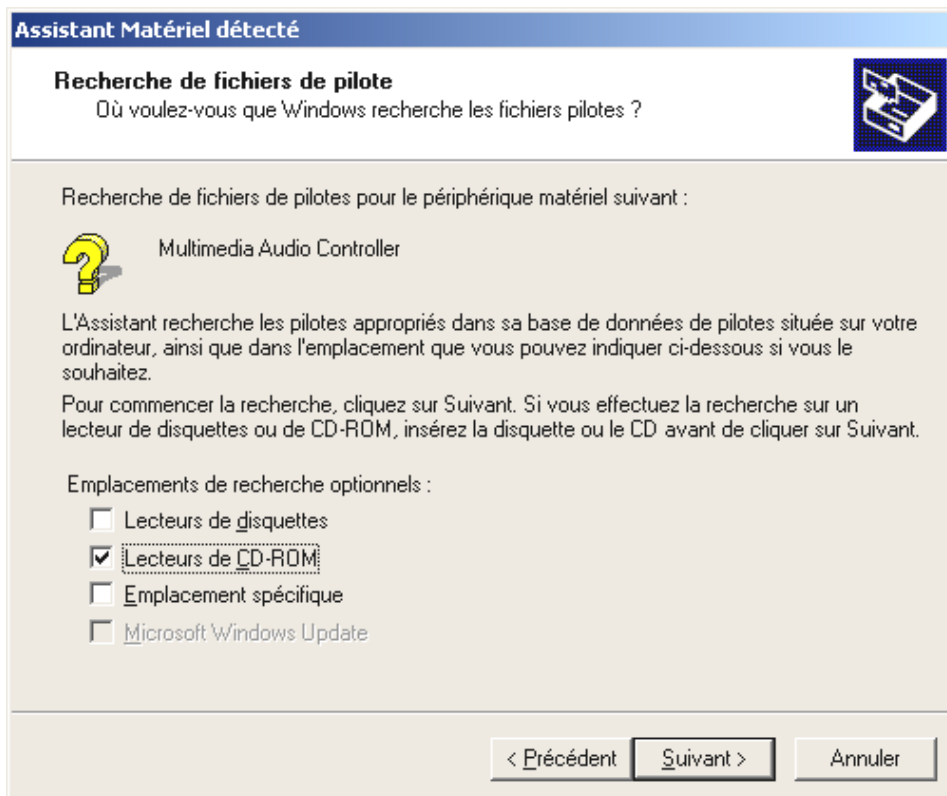 Assistant Matériel détecté
Recherche de fichiers de pilote
Où voulez-vous que Windows recherche les fichiers pilotes ?
Recherche de fichiers de pilotes pour le périphérique matériel suivant :
Multimedia Audio Controller
L'Assistant recherche les pilotes appropriés dans sa base de données de pilotes située sur votre
ordinateur, ainsi que dans l'emplacement que vous pouvez indiquer ci-dessous si vous le
souhaitez.
Pour commencer la recherche, cliquez sur Suivant. Si vous effectuez la recherche sur un
lecteur de disquettes ou de CD-ROM, insérez la disquette ou le CD avant de cliquer sur Suivant.
Emplacements de recherche optionnels :
Lecteurs de disquettes
Lecteurs de CD-ROM
Emplacement spécifique
Microsoft Windows Update
< Précédent Suivant > Annuler